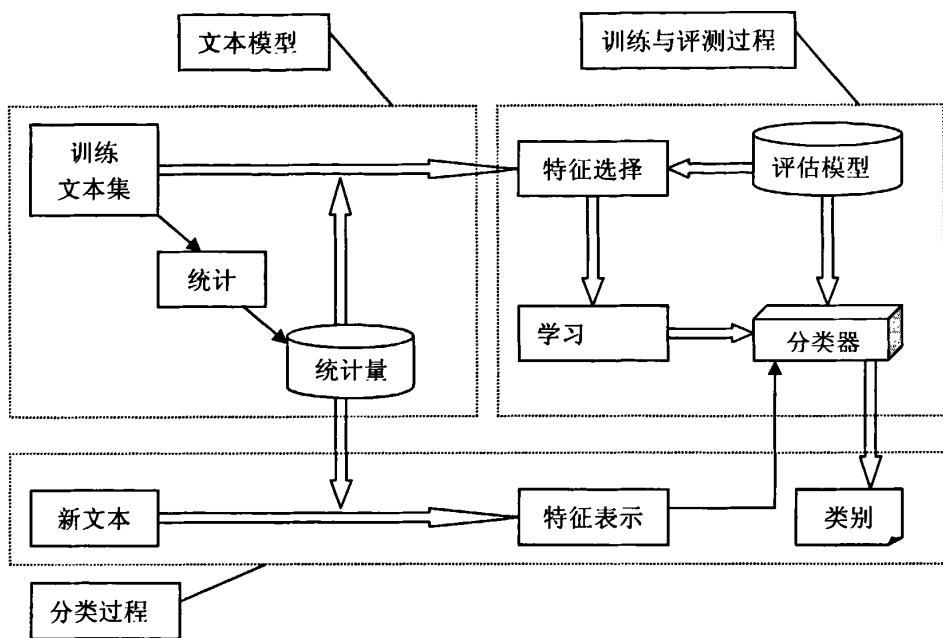 文本模型
训练与评测过程
训练
文本集
特征选择
评估模型
统计
学习
分类器
统计量
新文本
特征表示
类别
分类过程